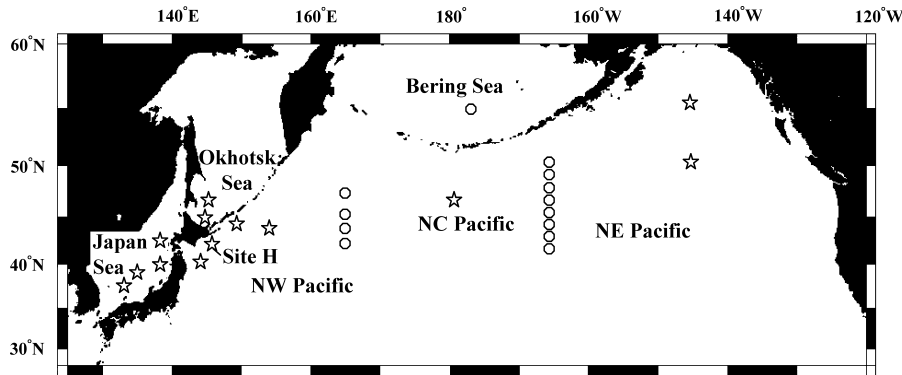 140°E 160°E 180° 160°W 140°W 120°W
60°N
Bering Sea
50°N
Okhotsk
Sea
NC Pacific
NE Pacific
Japan
Sea
Site H
40°N
NW Pacific
30°N